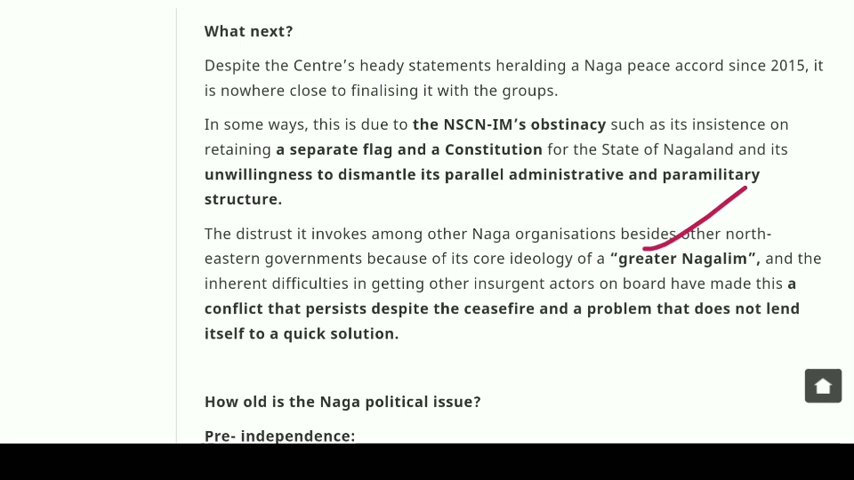 What next?
Despite the Centre’s heady statements heralding a Naga peace accord since 2015, it
is nowhere close to finalising it with the groups.
In some ways, this is due to the NSCN-IM’s obstinacy such as its insistence on
retaining a separate flag and a Constitution for the State of Nagaland and its
unwillingness to dismantle its parallel administrative and paramilitary
structure.
The distrust it invokes among other Naga organisations besides other north-
eastern governments because of its core ideology of a “greater Nagalim”, and the
inherent difficulties in getting other insurgent actors on board have made this a
conflict that persists despite the ceasefire and a problem that does not lend
itself to a quick solution.
How old is the Naga political issue?
Pre- independence: